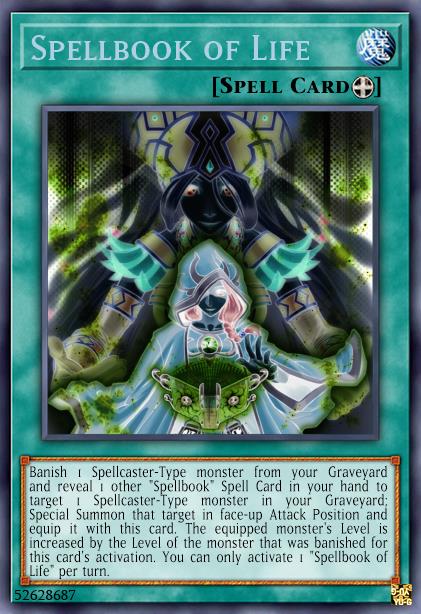 Spellbook of Life
魔
[Spell Card]
Banish 1 Spellcaster-Type monster from your Graveyard
and reveal 1 other "Spellbook" Spell Card in your hand to
target 1 Spellcaster-Type monster in your Graveyard;
Special Summon that target in face-up Attack Position and
equip it with this card. The equipped monster's Level is
increased by the Level of the monster that was banished for
this card's activation. You can only activate 1 "Spellbook of
Life" per turn.
52628687